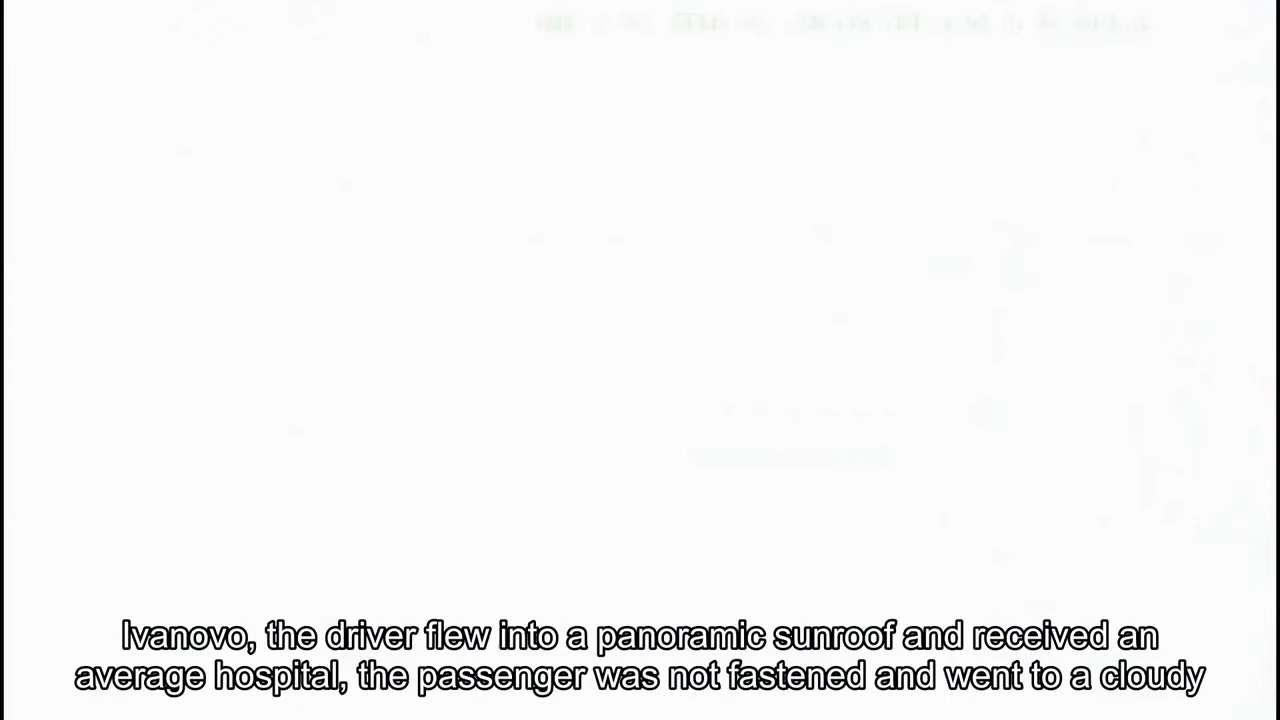 Ivanovo, the driver flew into a panoramic sunroof and received an
average hospital, the passenger was not fastened and went to a cloudy